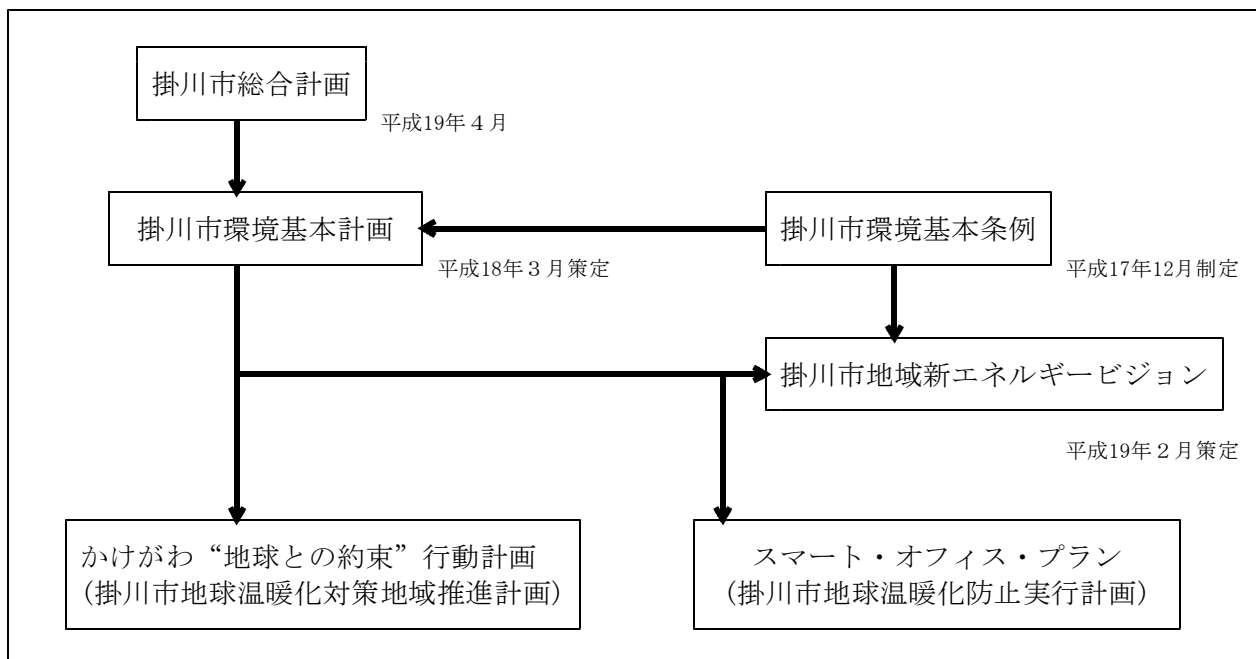 掛川市総合計画
平成19年４月
掛川市環境基本計画
掛川市環境基本条例
平成18年３月策定
平成17年12月制定
掛川市地域新エネルギービジョン
平成19年２月策定
かけがわ“地球との約束”行動計画
(掛川市地球温暖化対策地域推進計画)
スマート・オフィス・プラン
(掛川市地球温暖化防止実行計画)